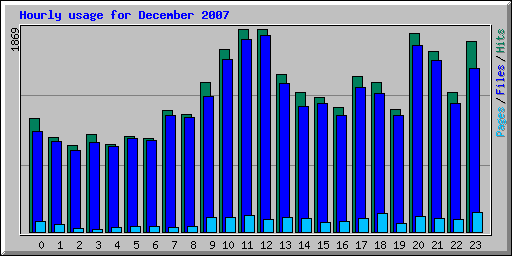 Hourly usage for December 2007
1869
Pages / Files / Hits
0 1 2 3 4 5 6 7 8 9 10 11 12 13 14 15 16 17 18 19 20 21 22 23